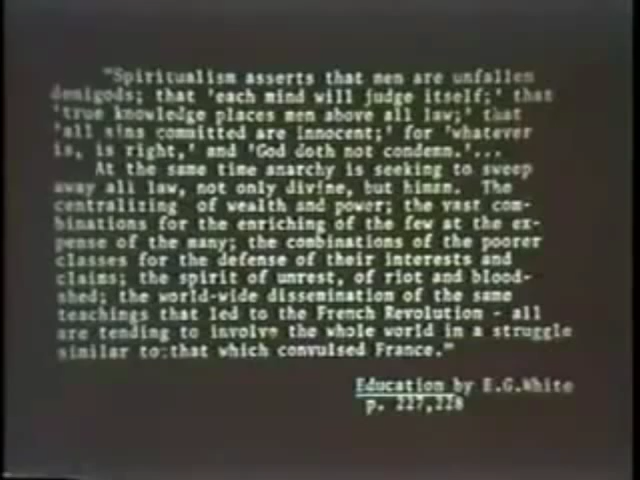 "Spiritualism asserts that men are unfallen
demigods; that 'each mind will judge itself;' that
'true knowledge places men above all law;' that
'all sins committed are innocent;' for 'whatever
is, is right,' and 'God doth not condemn.'...
At the same time anarchy is seeking to sweep
away all law, not only divine, but human. The
centralizing of wealth and power; the vast com-
binations for the enriching of the few at the ex-
pense of the many; the combinations of the poorer
classes for the defense of their interests and
claims; the spirit of unrest, of riot and blood-
shed; the world-wide dissemination of the same
teachings that led to the French Revolution - all
are tending to involve the whole world in a struggle
similar to that which convulsed France."
Education by E.G.White
p. 227,228